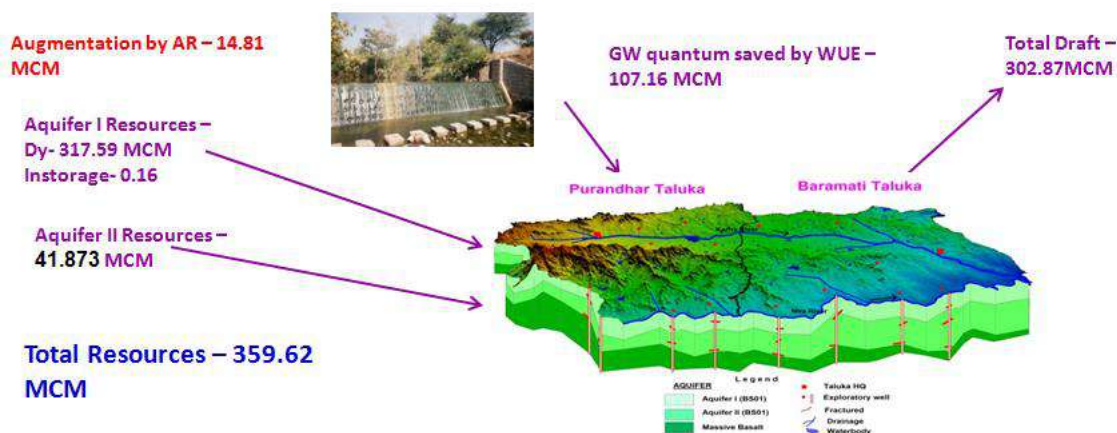 Augmentation by AR – 14.81
MCM
GW quantum saved by WUE –
107.16 MCM
Total Draft –
302.87MCM
Aquifer I Resources –
Dy- 317.59 MCM
Instorage- 0.16
Aquifer II Resources –
41.873 MCM
Total Resources – 359.62
MCM
Purandhar Taluka
Baramati Taluka
River
Legend
AQUIFER
Aquifer I (BS01)
Aquifer II (BS01)
Massive Basalt
Taluka HQ
Exploratory well
Fractured
Drainage
Waterbody